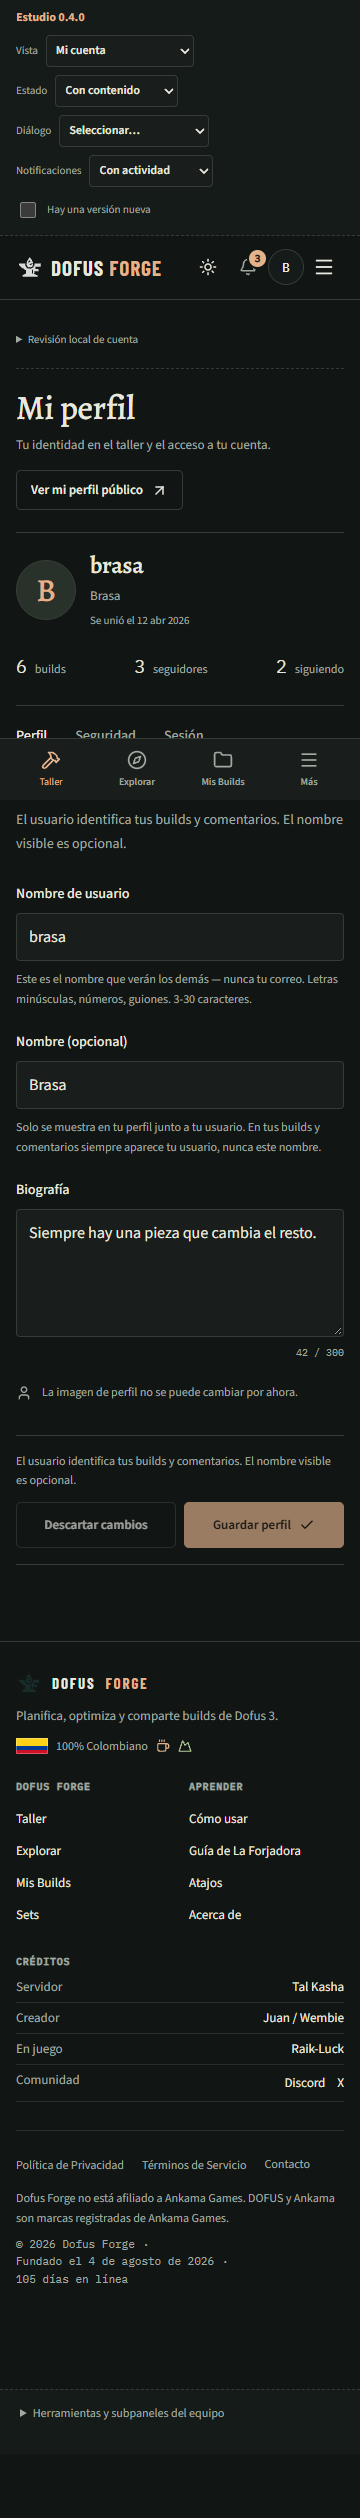 Estudio 0.4.0
Vista Mi cuenta
Estado Con contenido
Diálogo Seleccionar...
Notificaciones Con actividad
Hay una versión nueva
DOFUS FORGE 3 B
Revisión local de cuenta
Mi perfil
Tu identidad en el taller y el acceso a tu cuenta.
Ver mi perfil público
B
brasa
Brasa
Se unió el 12 abr 2026
6 builds 3 seguidores 2 siguiendo
Perfil Seguridad Sesión
Taller Explorar Mis Builds Más
El usuario identifica tus builds y comentarios. El nombre
visible es opcional.
Nombre de usuario
brasa
Este es el nombre que verán los demás — nunca tu correo. Letras
minúsculas, números, guiones. 3-30 caracteres.
Nombre (opcional)
Brasa
Solo se muestra en tu perfil junto a tu usuario. En tus builds y
comentarios siempre aparece tu usuario, nunca este nombre.
Biografía
Siempre hay una pieza que cambia el resto.
42 / 300
La imagen de perfil no se puede cambiar por ahora.
El usuario identifica tus builds y comentarios. El nombre visible
es opcional.
Descartar cambios Guardar perfil
DOFUS FORGE
Planifica, optimiza y comparte builds de Dofus 3.
100% Colombiano
DOFUS FORGE APRENDER
Taller Cómo usar
Explorar Guía de La Forjadora
Mis Builds Atajos
Sets Acerca de
CRÉDITOS
Servidor Tal Kasha
Creador Juan / Wembie
En juego Raik-Luck
Comunidad Discord X
Política de Privacidad Términos de Servicio Contacto
Dofus Forge no está afiliado a Ankama Games. DOFUS y Ankama
son marcas registradas de Ankama Games.
© 2026 Dofus Forge ·
Fundado el 4 de agosto de 2026 ·
105 días en línea
Herramientas y subpaneles del equipo